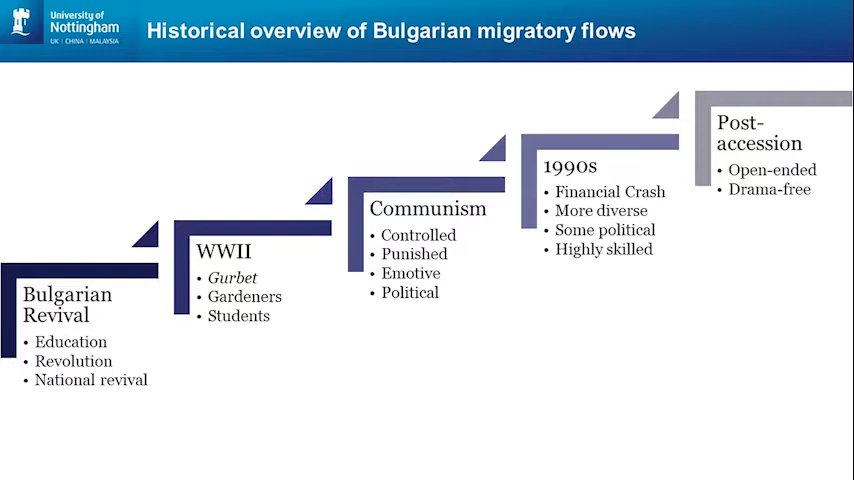 University of
Nottingham
UK | CHINA | MALAYSIA
Historical overview of Bulgarian migratory flows
Bulgarian
Revival
• Education
• Revolution
• National revival
WWII
• Gurbet
• Gardeners
• Students
Communism
• Controlled
• Punished
• Emotive
• Political
1990s
• Financial Crash
• More diverse
• Some political
• Highly skilled
Post-
accession
• Open-ended
• Drama-free